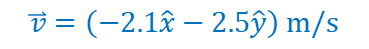 v⃗ = (−2.1x̂ − 2.5ŷ) m/s